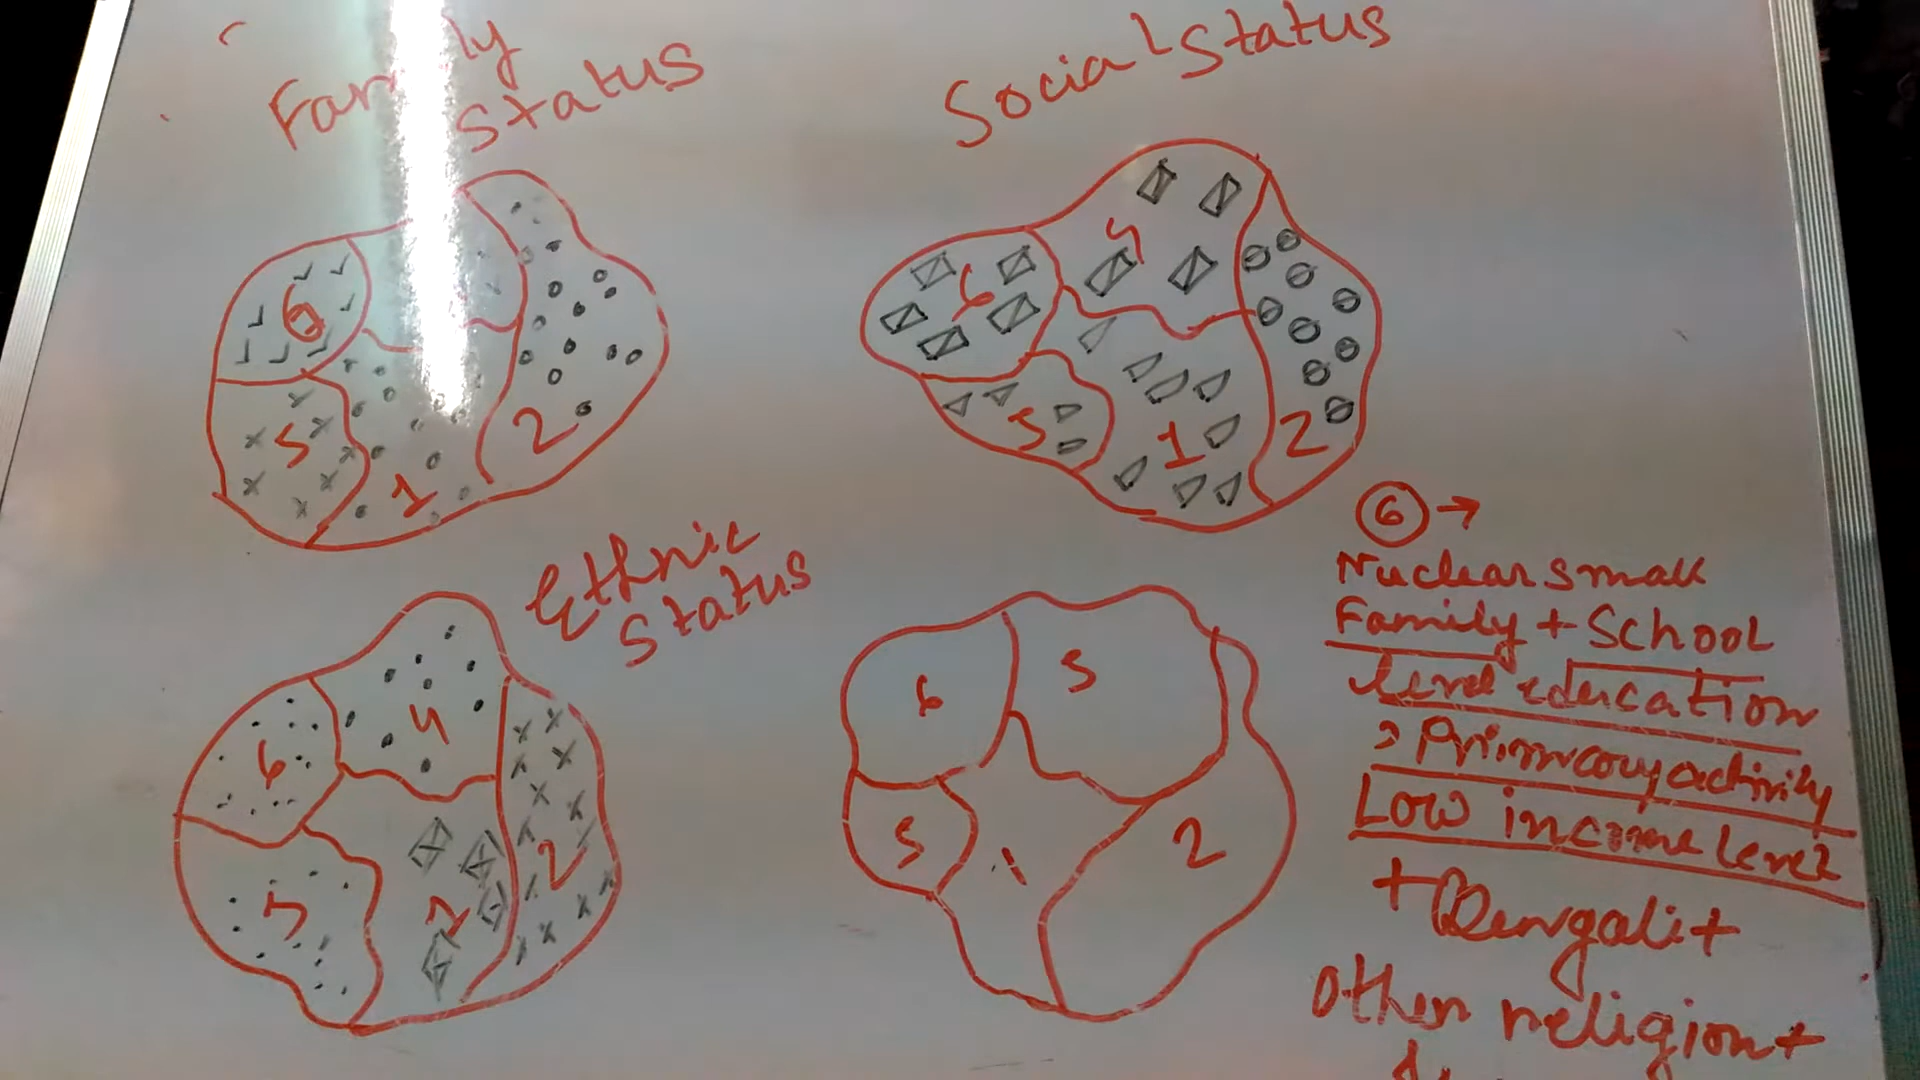 Family
Status
Social Status
6
5
1
2
4
6
5
1
2
Ethnic
Status
6
4
5
2
6
5
5
1
2
6 →
Nuclear small
Family + School
level education
, Primary activity
Low income level
+ Bengali +
Other religion +